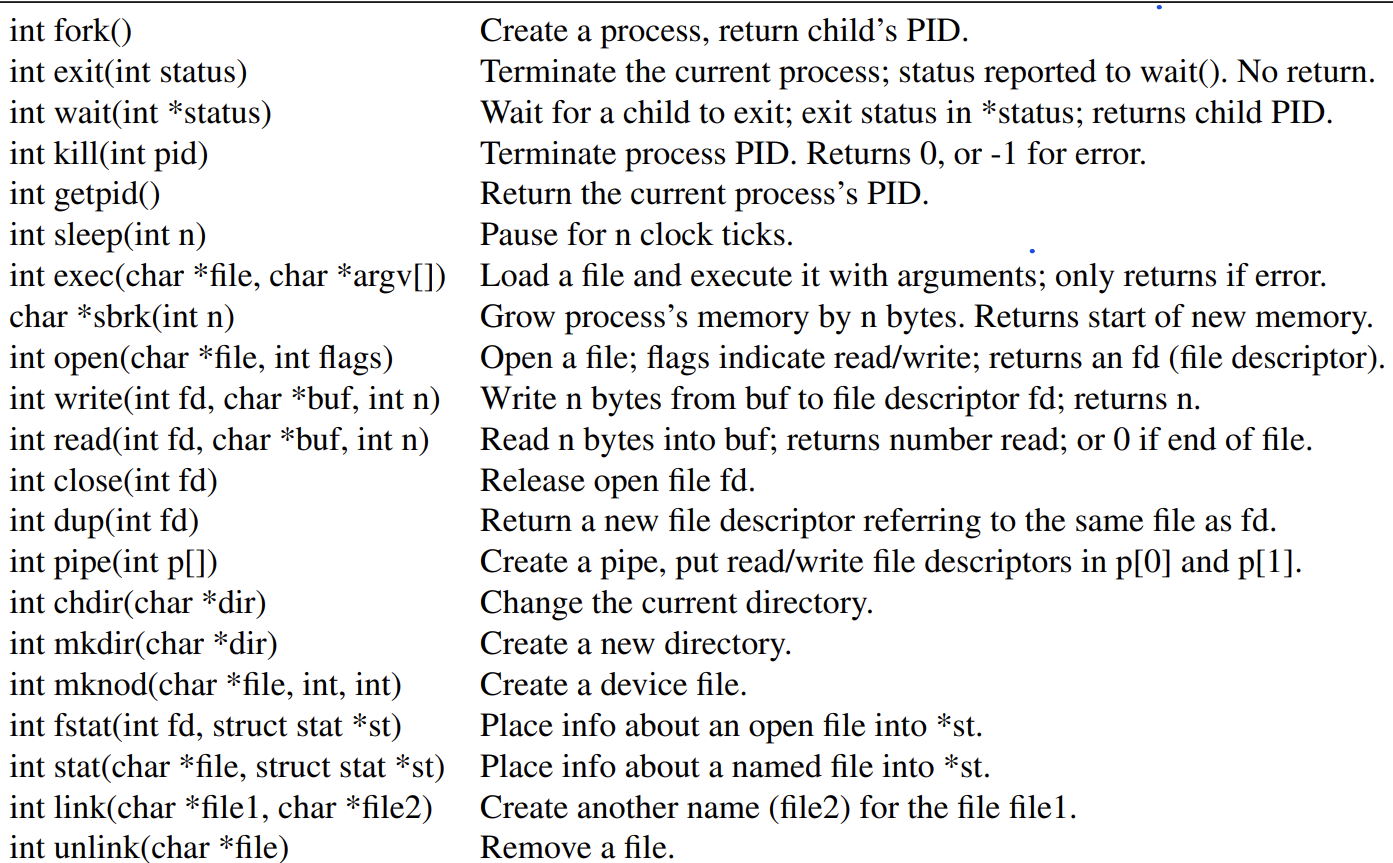 int fork() Create a process, return child's PID.
int exit(int status) Terminate the current process; status reported to wait(). No return.
int wait(int *status) Wait for a child to exit; exit status in *status; returns child PID.
int kill(int pid) Terminate process PID. Returns 0, or -1 for error.
int getpid() Return the current process's PID.
int sleep(int n) Pause for n clock ticks.
int exec(char *file, char *argv[]) Load a file and execute it with arguments; only returns if error.
char *sbrk(int n) Grow process's memory by n bytes. Returns start of new memory.
int open(char *file, int flags) Open a file; flags indicate read/write; returns an fd (file descriptor).
int write(int fd, char *buf, int n) Write n bytes from buf to file descriptor fd; returns n.
int read(int fd, char *buf, int n) Read n bytes into buf; returns number read; or 0 if end of file.
int close(int fd) Release open file fd.
int dup(int fd) Return a new file descriptor referring to the same file as fd.
int pipe(int p[]) Create a pipe, put read/write file descriptors in p[0] and p[1].
int chdir(char *dir) Change the current directory.
int mkdir(char *dir) Create a new directory.
int mknod(char *file, int, int) Create a device file.
int fstat(int fd, struct stat *st) Place info about an open file into *st.
int stat(char *file, struct stat *st) Place info about a named file into *st.
int link(char *file1, char *file2) Create another name (file2) for the file file1.
int unlink(char *file) Remove a file.